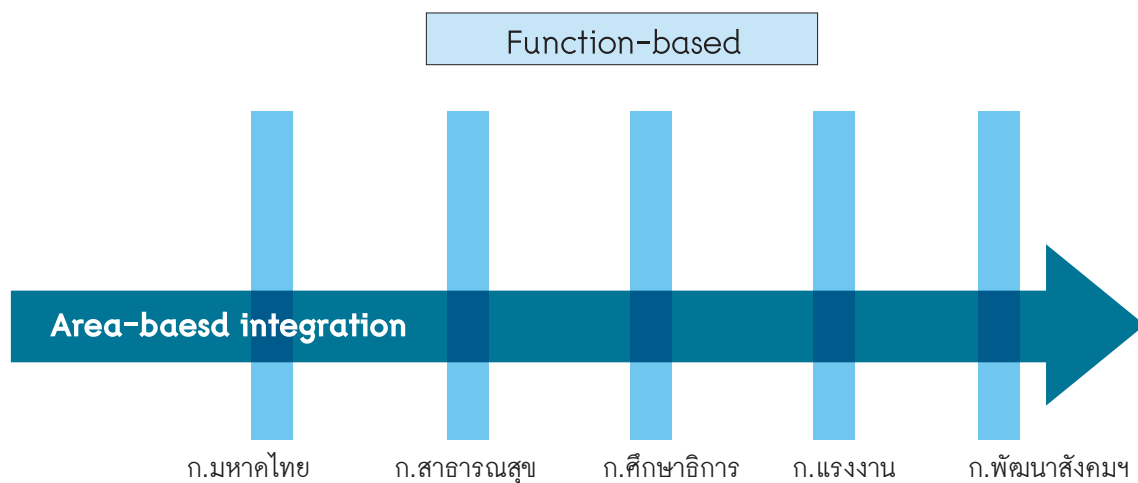 Function-based
Area-baesd integration
ก.มหาดไทย
ก.สาธารณสุข
ก.ศึกษาธิการ
ก.แรงงาน
ก.พัฒนาสังคมฯ